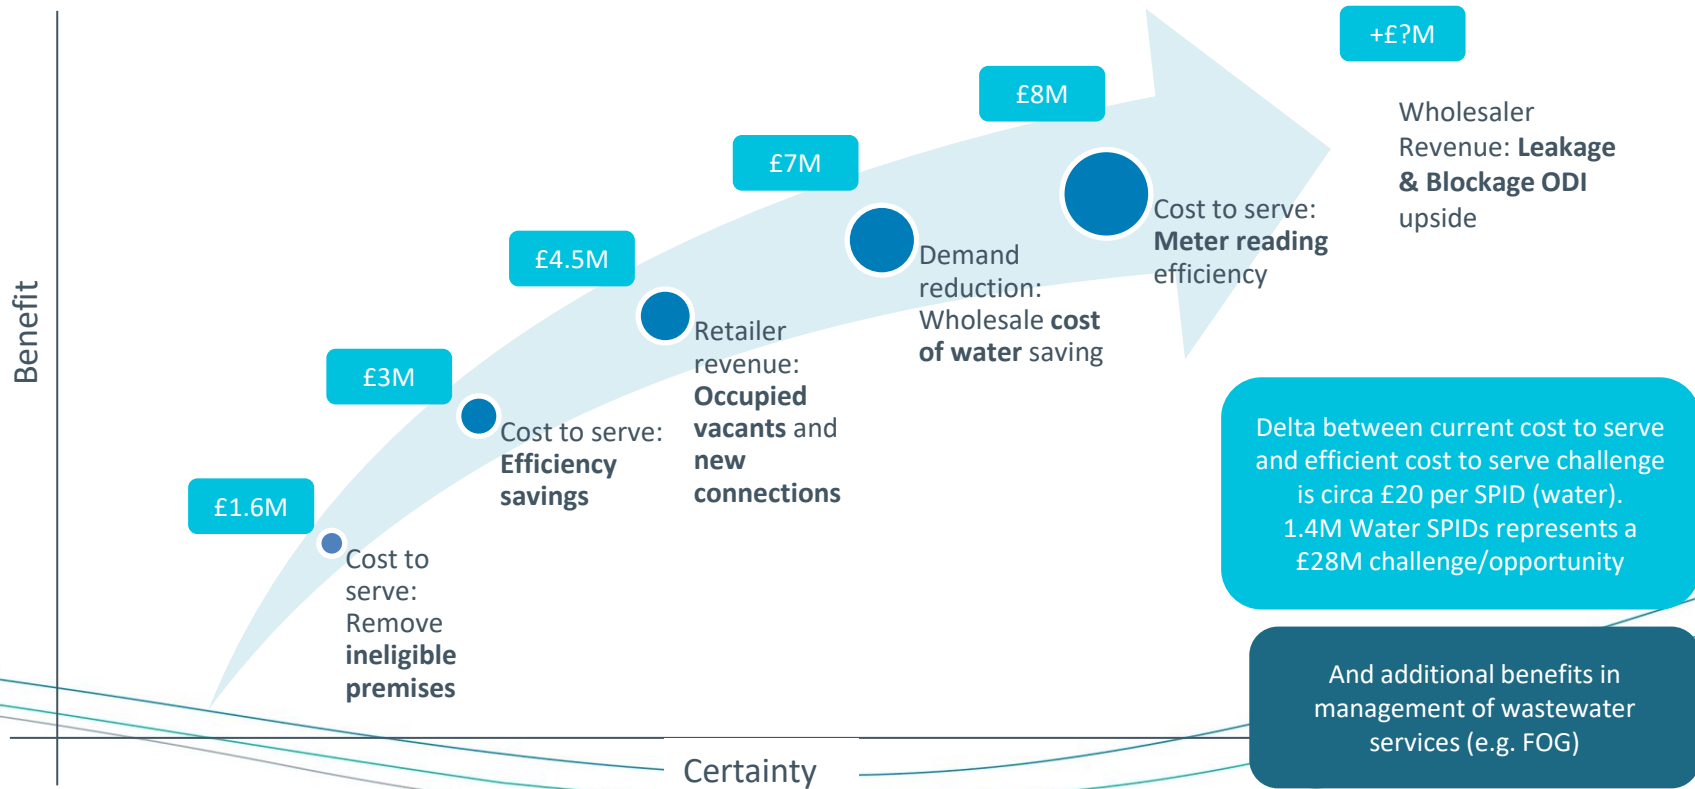 +£?M
Wholesaler
Revenue: Leakage
& Blockage ODI
upside
£8M
Cost to serve:
Meter reading
efficiency
£7M
Demand
reduction:
Wholesale cost
of water saving
£4.5M
Retailer
revenue:
Occupied
vacants and
new
connections
£3M
Cost to serve:
Efficiency
savings
£1.6M
Cost to
serve:
Remove
ineligible
premises
Benefit
Certainty
Delta between current cost to serve
and efficient cost to serve challenge
is circa £20 per SPID (water).
1.4M Water SPIDs represents a
£28M challenge/opportunity
And additional benefits in
management of wastewater
services (e.g. FOG)